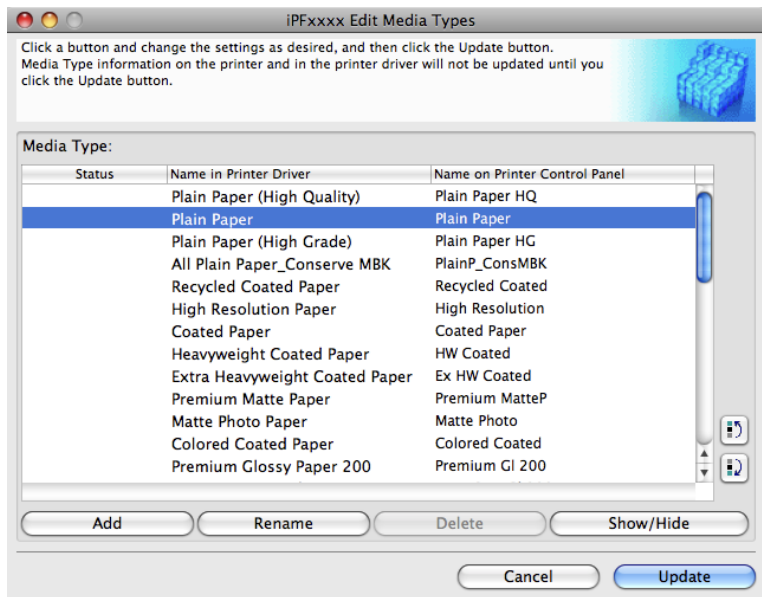 iPFxxxx Edit Media Types
Click a button and change the settings as desired, and then click the Update button.
Media Type information on the printer and in the printer driver will not be updated until you
click the Update button.
Media Type:
Status Name in Printer Driver Name on Printer Control Panel
Plain Paper (High Quality) Plain Paper HQ
Plain Paper Plain Paper
Plain Paper (High Grade) Plain Paper HG
All Plain Paper_Conserve MBK PlainP_ConsMBK
Recycled Coated Paper Recycled Coated
High Resolution Paper High Resolution
Coated Paper Coated Paper
Heavyweight Coated Paper HW Coated
Extra Heavyweight Coated Paper Ex HW Coated
Premium Matte Paper Premium MatteP
Matte Photo Paper Matte Photo
Colored Coated Paper Colored Coated
Premium Glossy Paper 200 Premium Gl 200
Add Rename Delete Show/Hide
Cancel Update